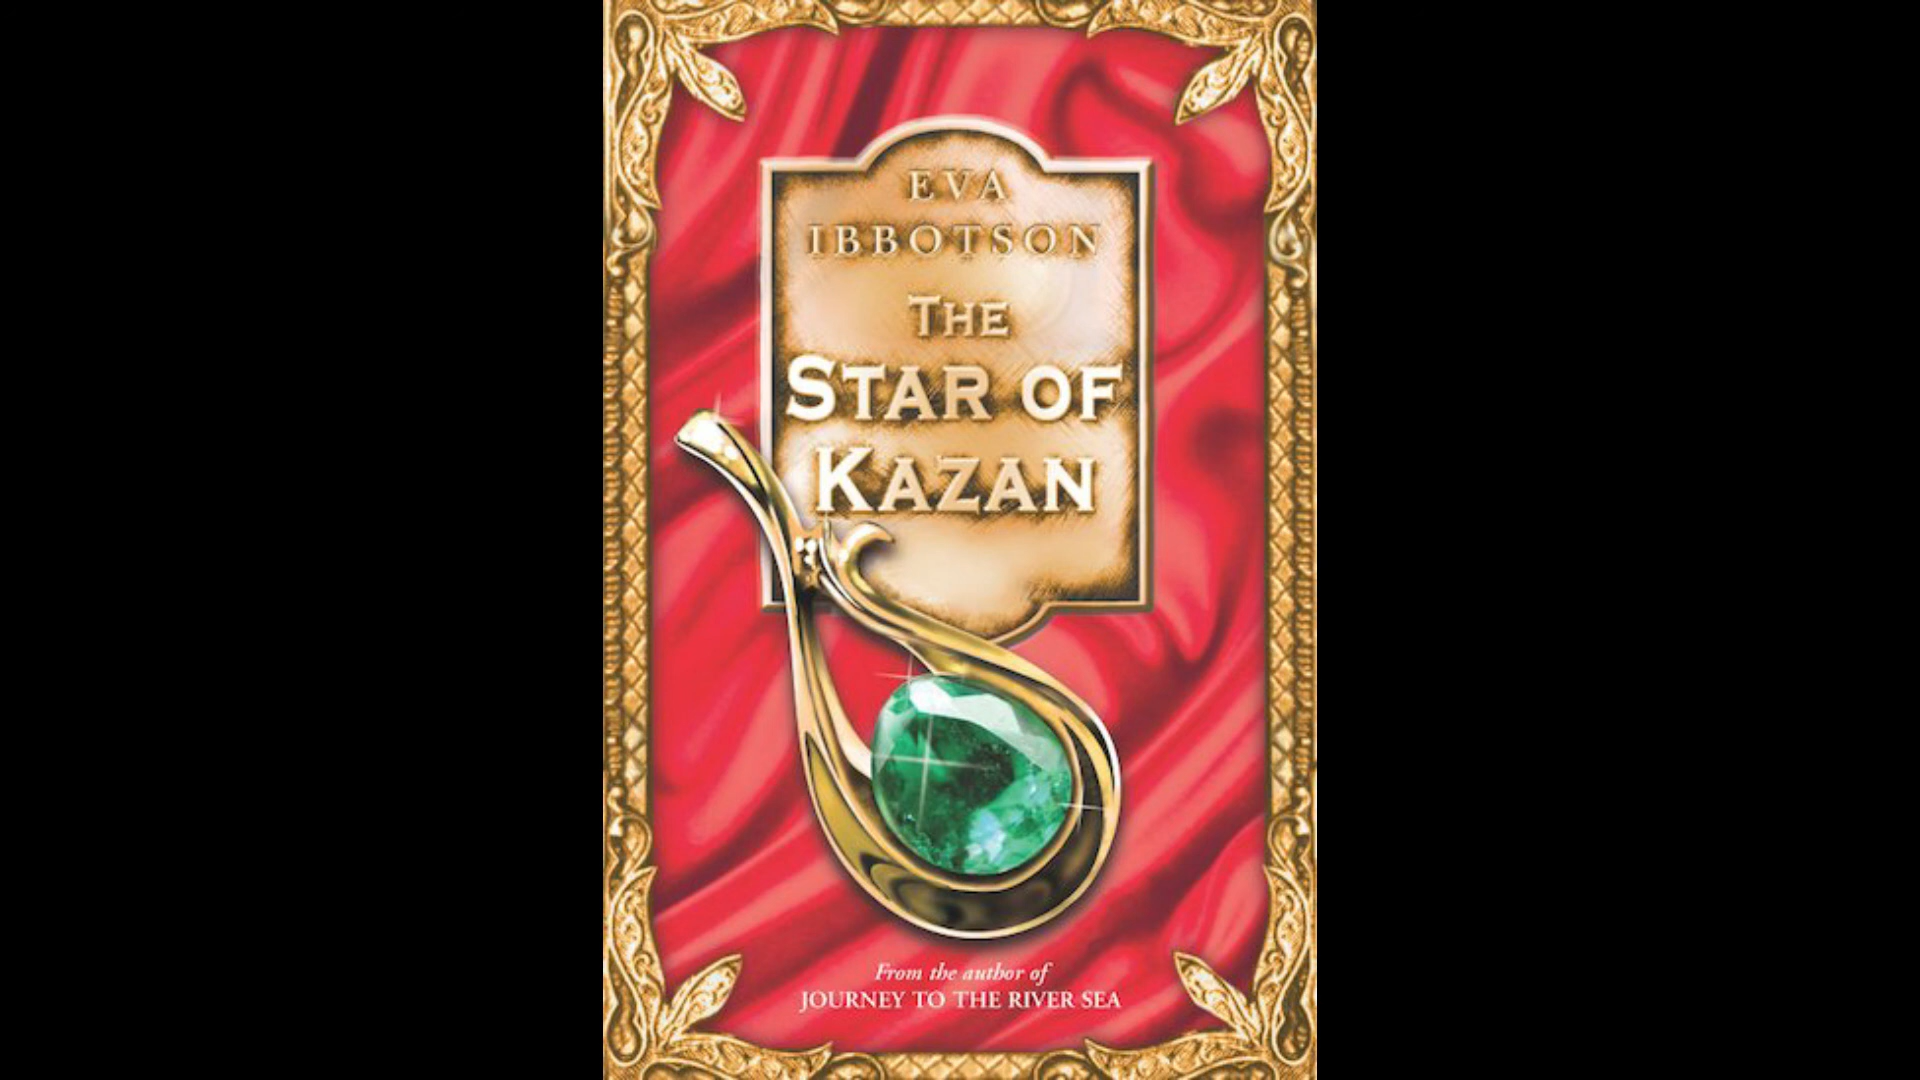 EVA
IBBOTSON
THE
STAR OF
KAZAN
From the author of
JOURNEY TO THE RIVER SEA